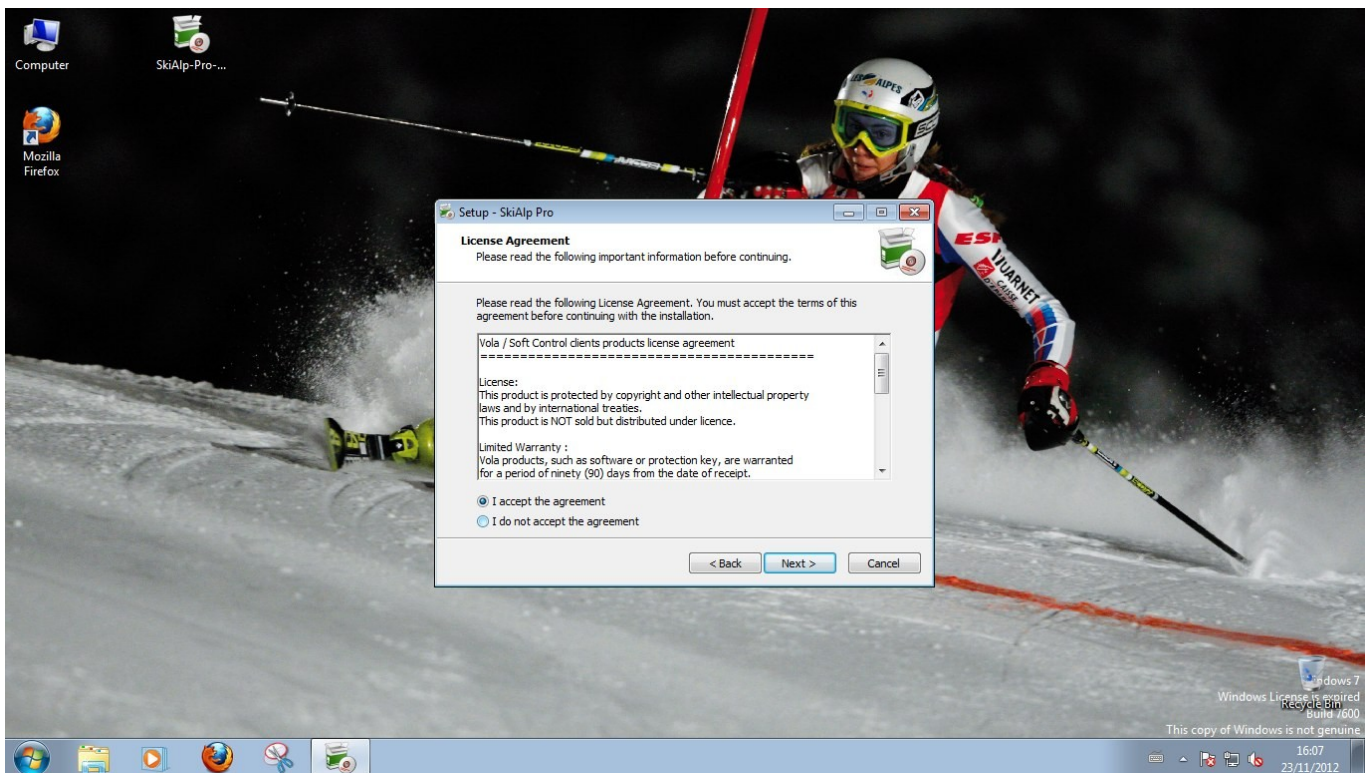 Computer
SkiAlp-Pro-...
Mozilla
Firefox
Setup - SkiAlp Pro
License Agreement
Please read the following important information before continuing.
Please read the following License Agreement. You must accept the terms of this
agreement before continuing with the installation.
Vola / Soft Control clients products license agreement
==========================================
License:
This product is protected by copyright and other intellectual property
laws and by international treaties.
This product is NOT sold but distributed under licence.
Limited Warranty :
Vola products, such as software or protection key, are warranted
for a period of ninety (90) days from the date of receipt.
I accept the agreement
I do not accept the agreement
< Back
Next >
Cancel
ALPES
Windows 7
Windows License is expired
Recycle Bin
Build 7600
This copy of Windows is not genuine
16:07
23/11/2012